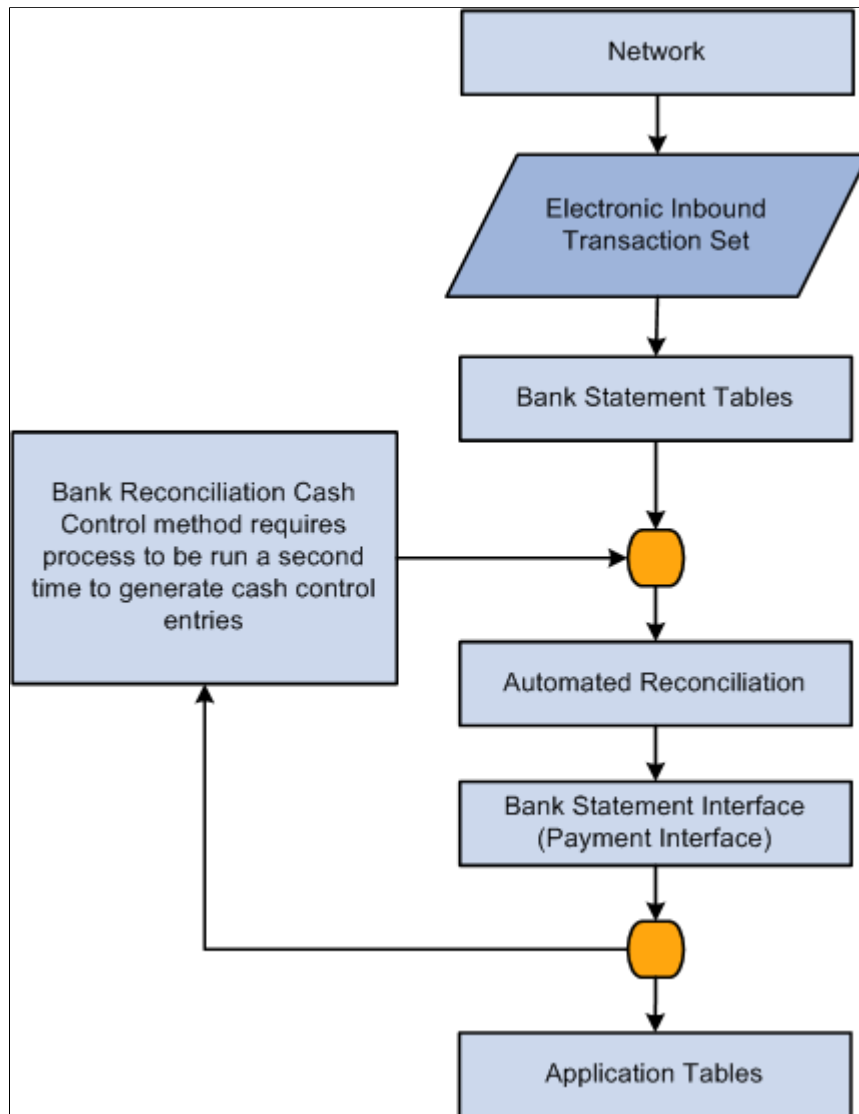 Network
Electronic Inbound
Transaction Set
Bank Statement Tables
Bank Reconciliation Cash
Control method requires
process to be run a second
time to generate cash control
entries
Automated Reconciliation
Bank Statement Interface
(Payment Interface)
Application Tables